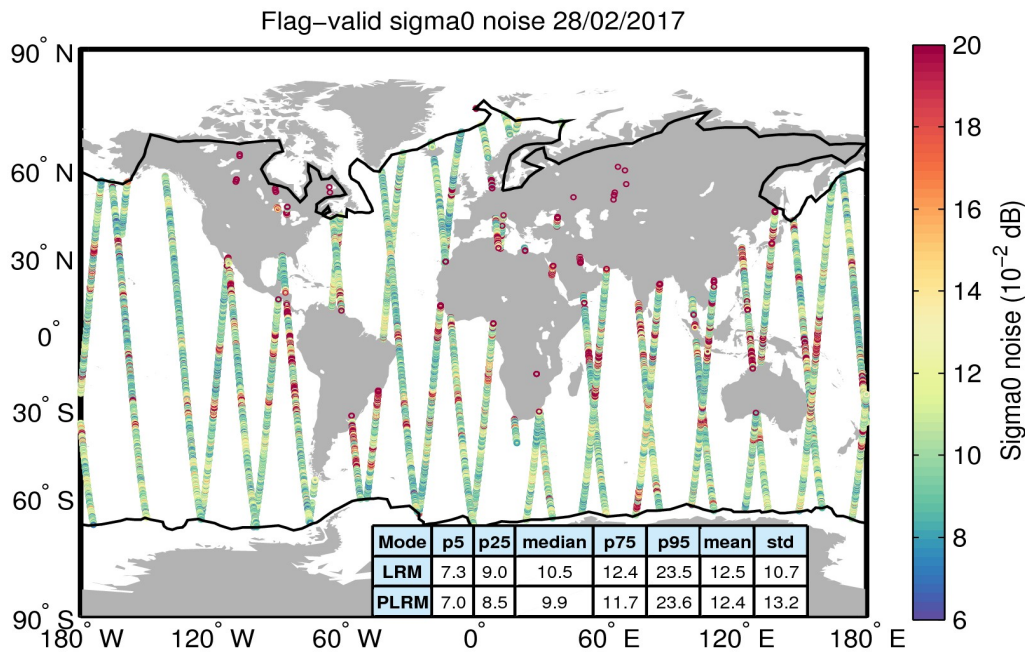 Flag-valid sigma0 noise 28/02/2017
90° N
60° N
30° N
0°
30° S
60° S
90° S
180° W 120° W 60° W 0° 60° E 120° E 180° E
Mode p5 p25 median p75 p95 mean std
LRM 7.3 9.0 10.5 12.4 23.5 12.5 10.7
PLRM 7.0 8.5 9.9 11.7 23.6 12.4 13.2
20
18
16
14
12
10
8
6
Sigma0 noise (10⁻² dB)